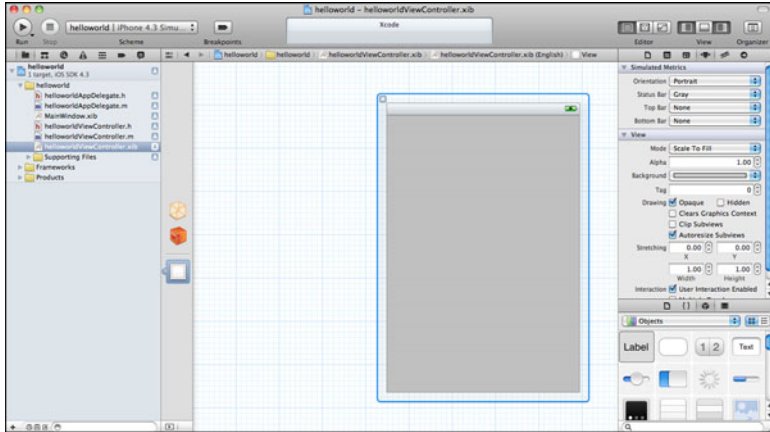 helloworld – helloworldViewController.xib
helloworld | iPhone 4.3 Simu...
Xcode
Run Stop Scheme Breakpoints Editor View Organizer
helloworld helloworld helloworldViewController.xib helloworldViewController.xib (English) View
helloworld
1 target, iOS SDK 4.3
helloworld
helloworldAppDelegate.h
helloworldAppDelegate.m
MainWindow.xib
helloworldViewController.h
helloworldViewController.m
helloworldViewController.xib
Supporting Files
Frameworks
Products
Simulated Metrics
Orientation Portrait
Status Bar Gray
Top Bar None
Bottom Bar None
View
Mode Scale To Fill
Alpha 1.00
Background
Tag 0
Drawing Opaque Hidden
Clears Graphics Context
Clip Subviews
Autoresize Subviews
Stretching 0.00 0.00
X Y
1.00 1.00
Width Height
Interaction User Interaction Enabled
Objects
Label 1 2 Text